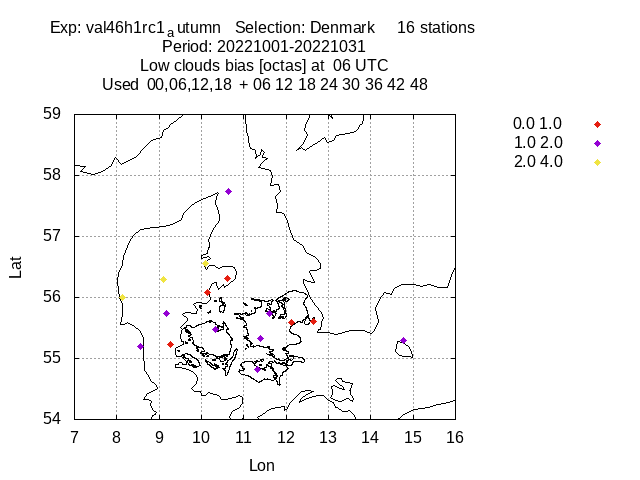 Exp: val46h1rc1_autumn   Selection: Denmark     16 stations
Period: 20221001-20221031
Low clouds bias [octas] at  06 UTC
Used  00,06,12,18  + 06 12 18 24 30 36 42 48
0.0 1.0
1.0 2.0
2.0 4.0
59
58
57
56
55
54
Lat
7 8 9 10 11 12 13 14 15 16
Lon